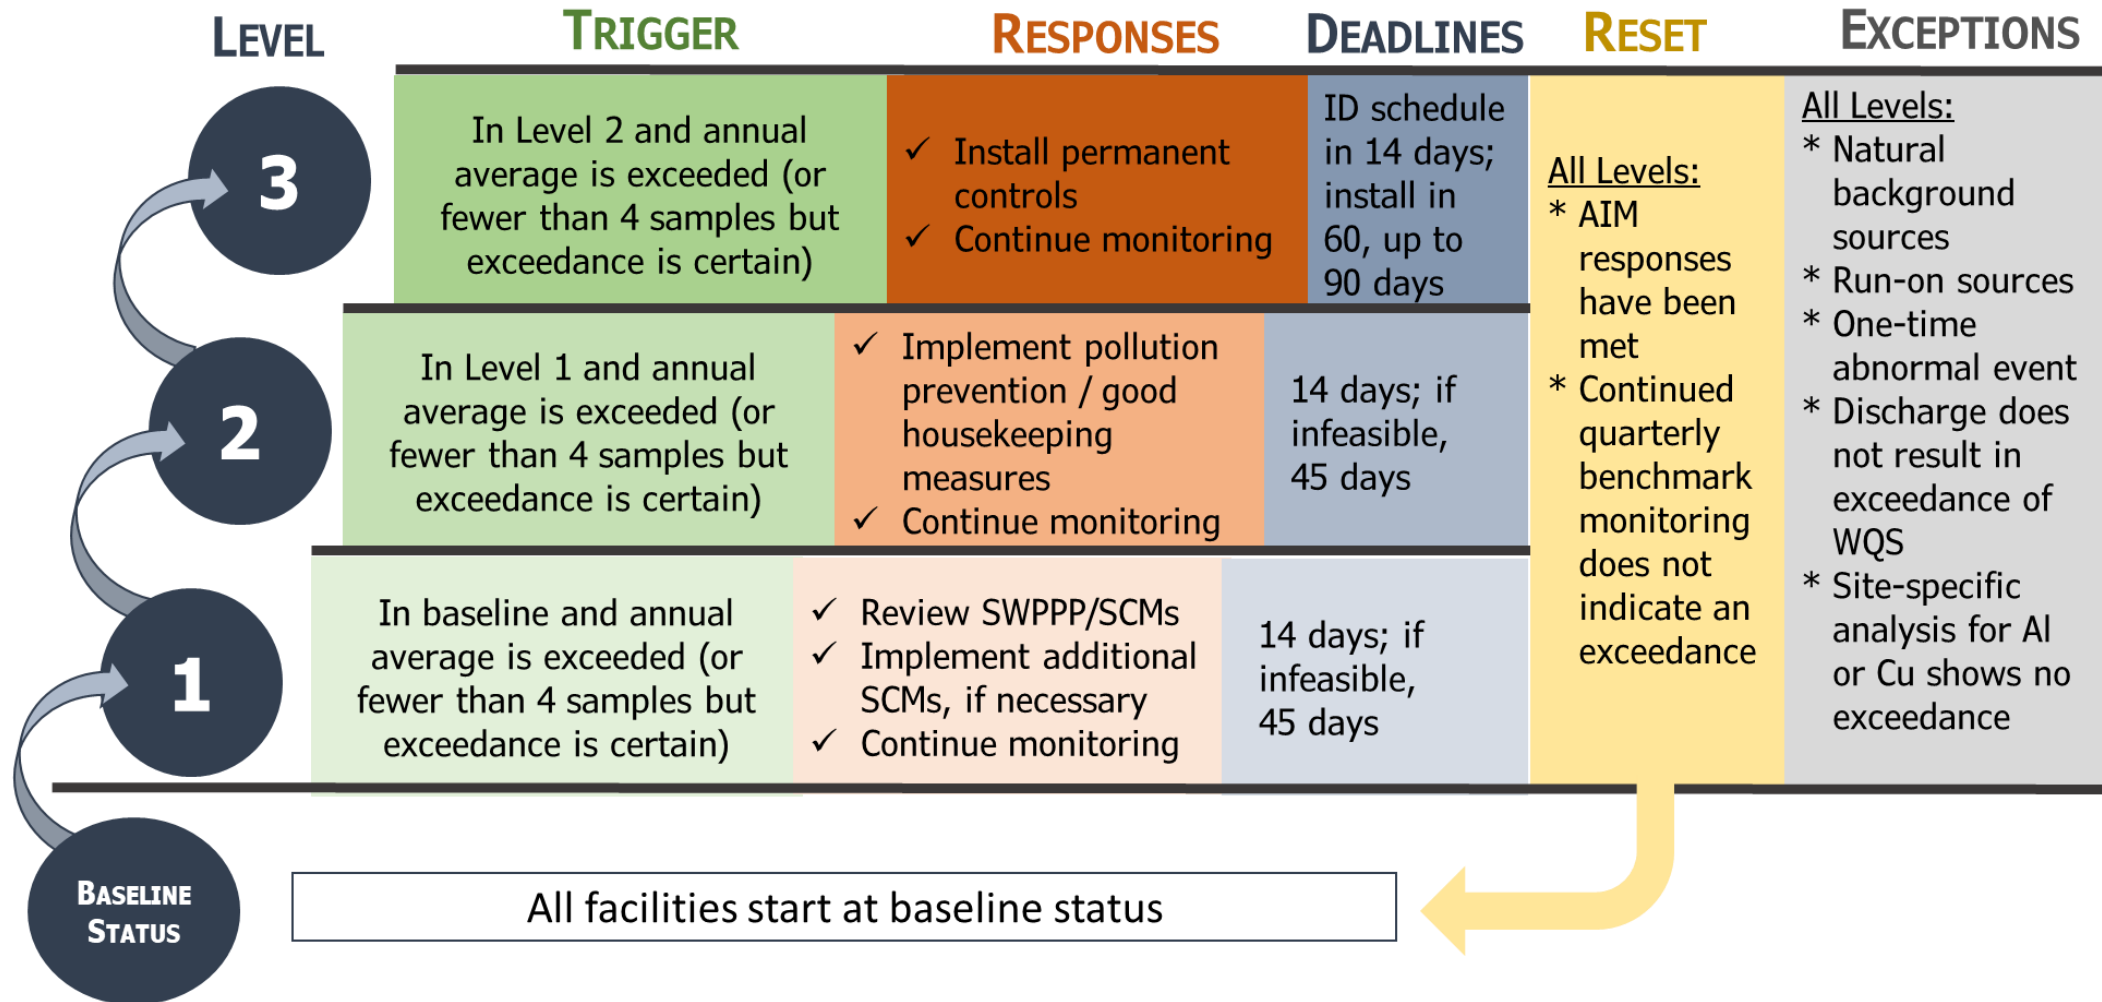 LEVEL
TRIGGER
RESPONSES
DEADLINES
RESET
EXCEPTIONS
3
In Level 2 and annual
average is exceeded (or
fewer than 4 samples but
exceedance is certain)
✓ Install permanent
controls
✓ Continue monitoring
ID schedule
in 14 days;
install in
60, up to
90 days
2
In Level 1 and annual
average is exceeded (or
fewer than 4 samples but
exceedance is certain)
✓ Implement pollution
prevention / good
housekeeping
measures
✓ Continue monitoring
14 days; if
infeasible,
45 days
1
In baseline and annual
average is exceeded (or
fewer than 4 samples but
exceedance is certain)
✓ Review SWPPP/SCMs
✓ Implement additional
SCMs, if necessary
✓ Continue monitoring
14 days; if
infeasible,
45 days
All Levels:
* AIM
responses
have been
met
* Continued
quarterly
benchmark
monitoring
does not
indicate an
exceedance
All Levels:
* Natural
background
sources
* Run-on sources
* One-time
abnormal event
* Discharge does
not result in
exceedance of
WQS
* Site-specific
analysis for Al
or Cu shows no
exceedance
BASELINE
STATUS
All facilities start at baseline status